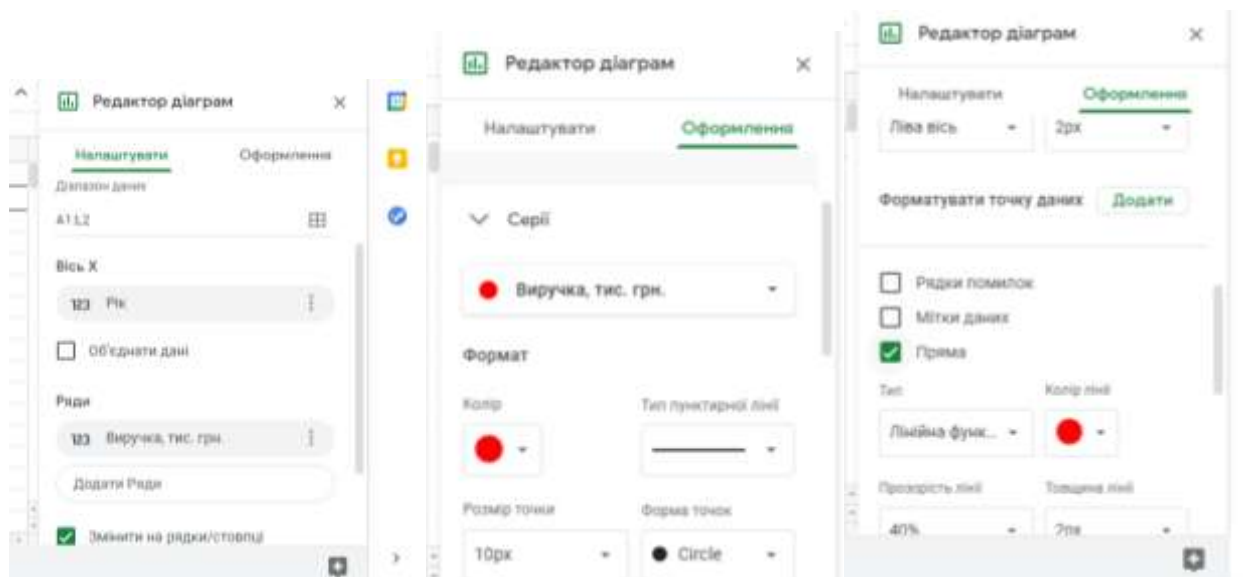 Редактор діаграм
Налаштувати Оформлення
Діапазон даних
A1:L2
Вісь X
123 Рік
Об'єднати дані
Ряди
123 Виручка, тис. грн.
Додати Ряди
Змінити на рядки/стовпці
Редактор діаграм
Налаштувати Оформлення
Серії
Виручка, тис. грн.
Формат
Колір Тип пунктирної лінії
Розмір точки Форма точок
10px Circle
Редактор діаграм
Налаштувати Оформлення
Ліва вісь 2px
Форматувати точку даних Додати
Рядки помилок
Мітки даних
Пряма
Тип Колір лінії
Лінійна функ...
Прозорість лінії Товщина лінії
40% 2px